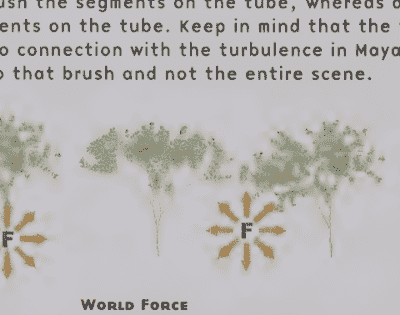 ush the segments on the tube, whereas
ents on the tube. Keep in mind that the
o connection with the turbulence in Maya
that brush and not the entire scene.
F
F
World Force